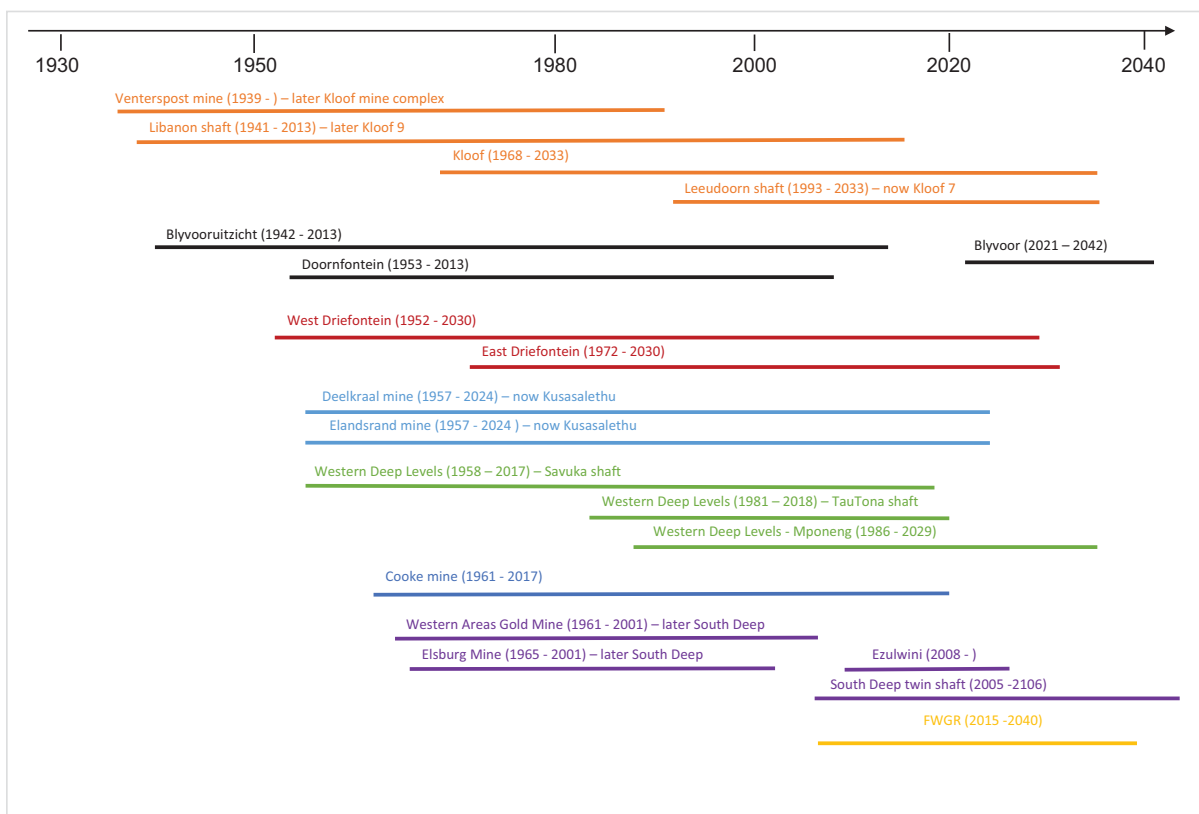 1930 1950 1980 2000 2020 2040
Venterspost mine (1939 - ) – later Kloof mine complex
Libanon shaft (1941 - 2013) – later Kloof 9
Kloof (1968 - 2033)
Leeudoorn shaft (1993 - 2033) – now Kloof 7
Blyvooruitzicht (1942 - 2013)
Blyvoor (2021 – 2042)
Doornfontein (1953 - 2013)
West Driefontein (1952 - 2030)
East Driefontein (1972 - 2030)
Deelkraal mine (1957 - 2024) – now Kusasalethu
Elandsrand mine (1957 - 2024 ) – now Kusasalethu
Western Deep Levels (1958 – 2017) – Savuka shaft
Western Deep Levels (1981 – 2018) – TauTona shaft
Western Deep Levels - Mponeng (1986 - 2029)
Cooke mine (1961 - 2017)
Western Areas Gold Mine (1961 - 2001) – later South Deep
Elsburg Mine (1965 - 2001) – later South Deep
Ezulwini (2008 - )
South Deep twin shaft (2005 -2106)
FWGR (2015 -2040)